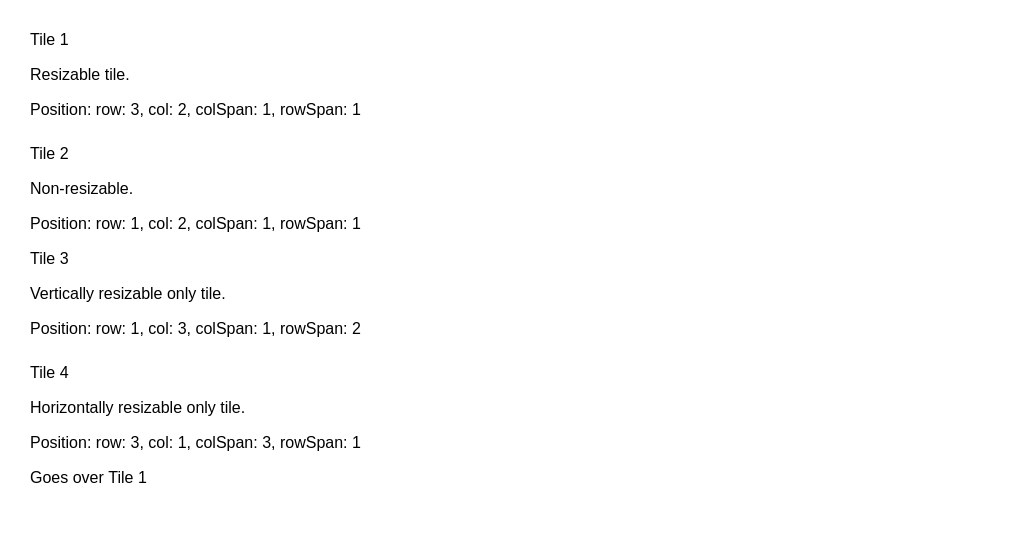 Tile 1
Resizable tile.
Position: row: 3, col: 2, colSpan: 1, rowSpan: 1
Tile 2
Non-resizable.
Position: row: 1, col: 2, colSpan: 1, rowSpan: 1
Tile 3
Vertically resizable only tile.
Position: row: 1, col: 3, colSpan: 1, rowSpan: 2
Tile 4
Horizontally resizable only tile.
Position: row: 3, col: 1, colSpan: 3, rowSpan: 1
Goes over Tile 1